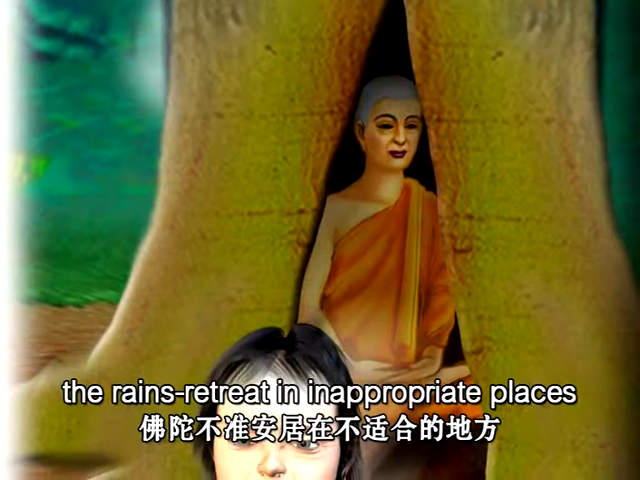 the rains-retreat in inappropriate places
佛陀不准安居在不适合的地方